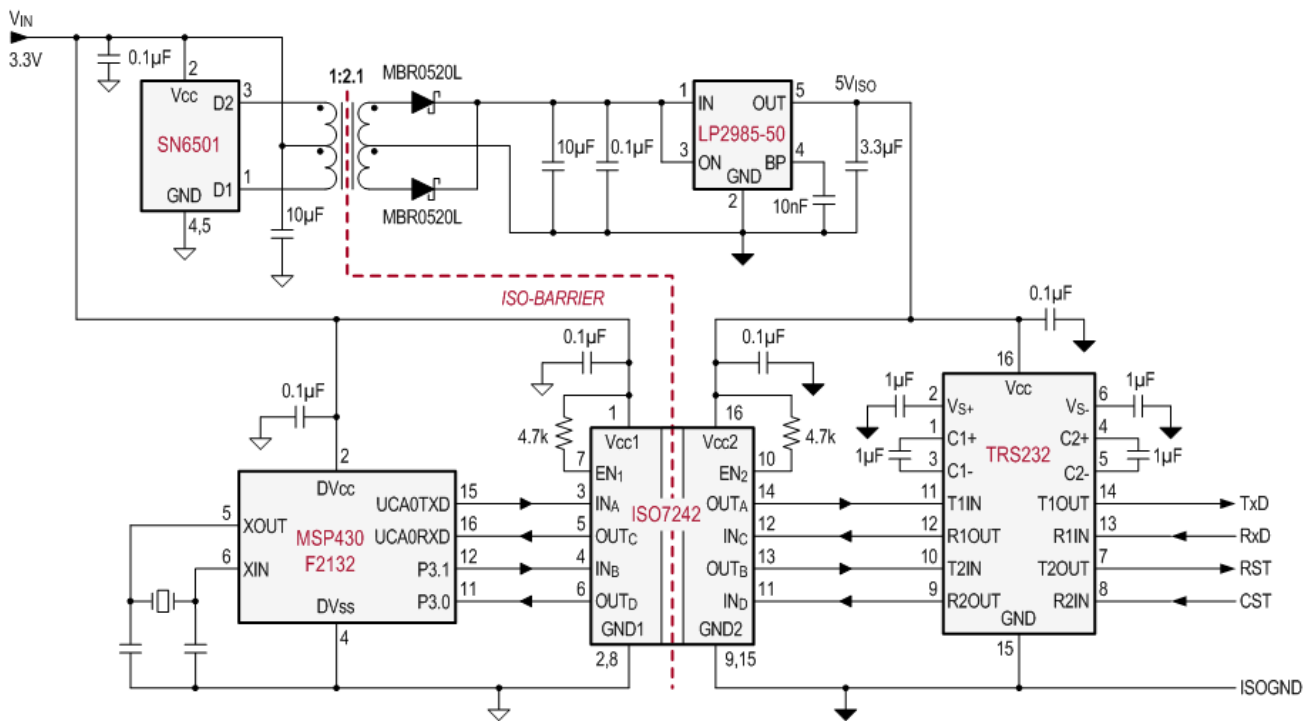 VIN
3.3V
0.1µF
2
Vcc
3
D2
SN6501
D1
1
GND
4,5
10µF
1:2.1
MBR0520L
MBR0520L
10µF
0.1µF
1
IN
OUT
5
LP2985-50
3
ON
BP
4
GND
2
10nF
5VISO
3.3µF
ISO-BARRIER
0.1µF
0.1µF
4.7k
1
Vcc1
7
EN1
0.1µF
16
Vcc2
EN2
10
4.7k
0.1µF
2
DVcc
5
XOUT
6
XIN
MSP430
F2132
DVss
4
UCA0TXD
15
UCA0RXD
16
P3.1
12
P3.0
11
ISO7242
3
INA
5
OUTC
4
INB
6
OUTD
GND1
2,8
OUTA
14
INC
12
OUTB
13
IND
11
GND2
9,15
16
Vcc
1µF
2
VS+
1
C1+
1µF
3
C1-
TRS232
VS-
6
1µF
C2+
4
C2-
5
1µF
11
T1IN
T1OUT
14
TxD
12
R1OUT
R1IN
13
RxD
10
T2IN
T2OUT
7
RST
9
R2OUT
R2IN
8
CST
GND
15
ISOGND